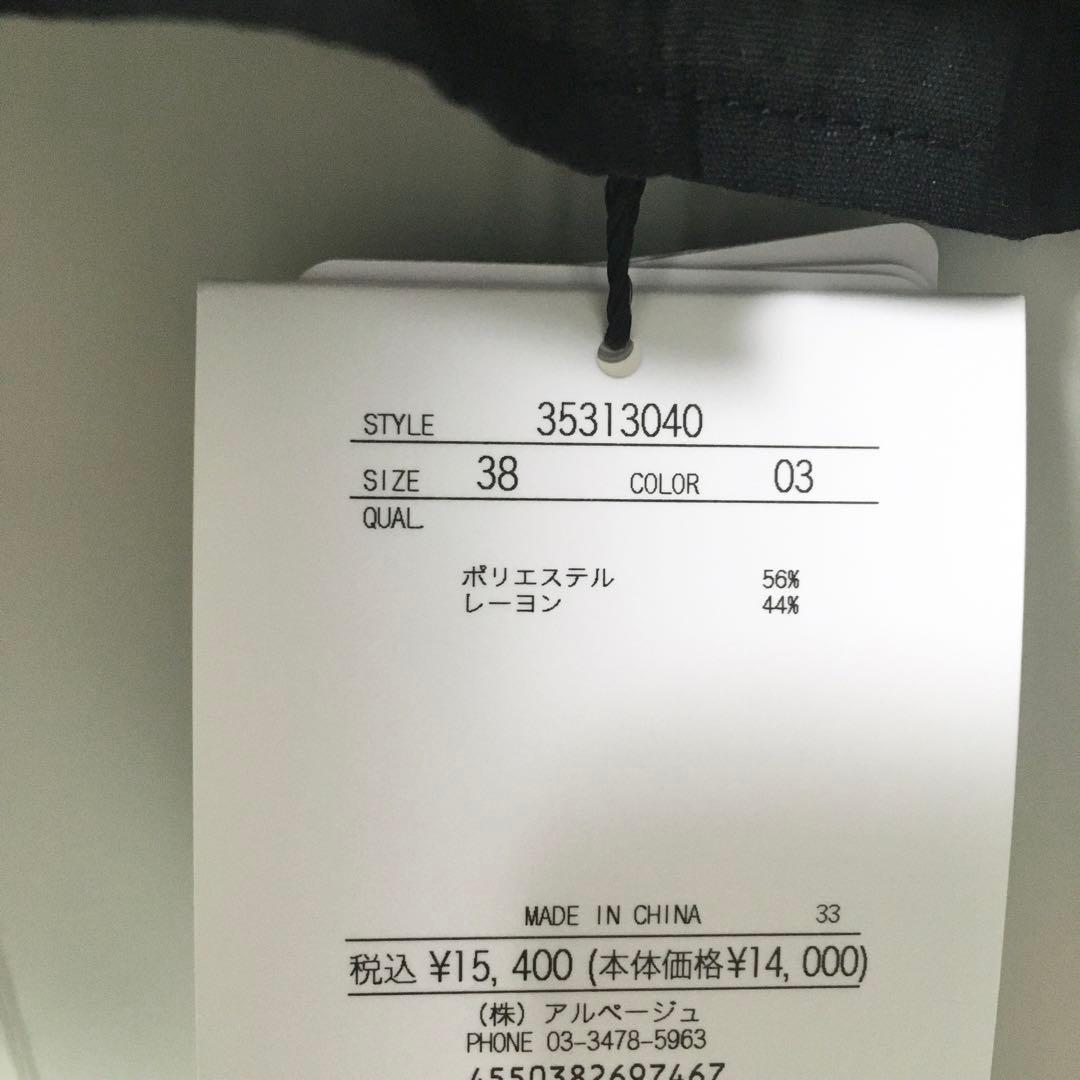 STYLE 35313040
SIZE 38 COLOR 03
QUAL
ポリエステル 56%
レーヨン 44%
MADE IN CHINA 33
税込 ¥15,400 (本体価格¥14,000)
(株) アルページュ
PHONE 03-3478-5963
4550382697467